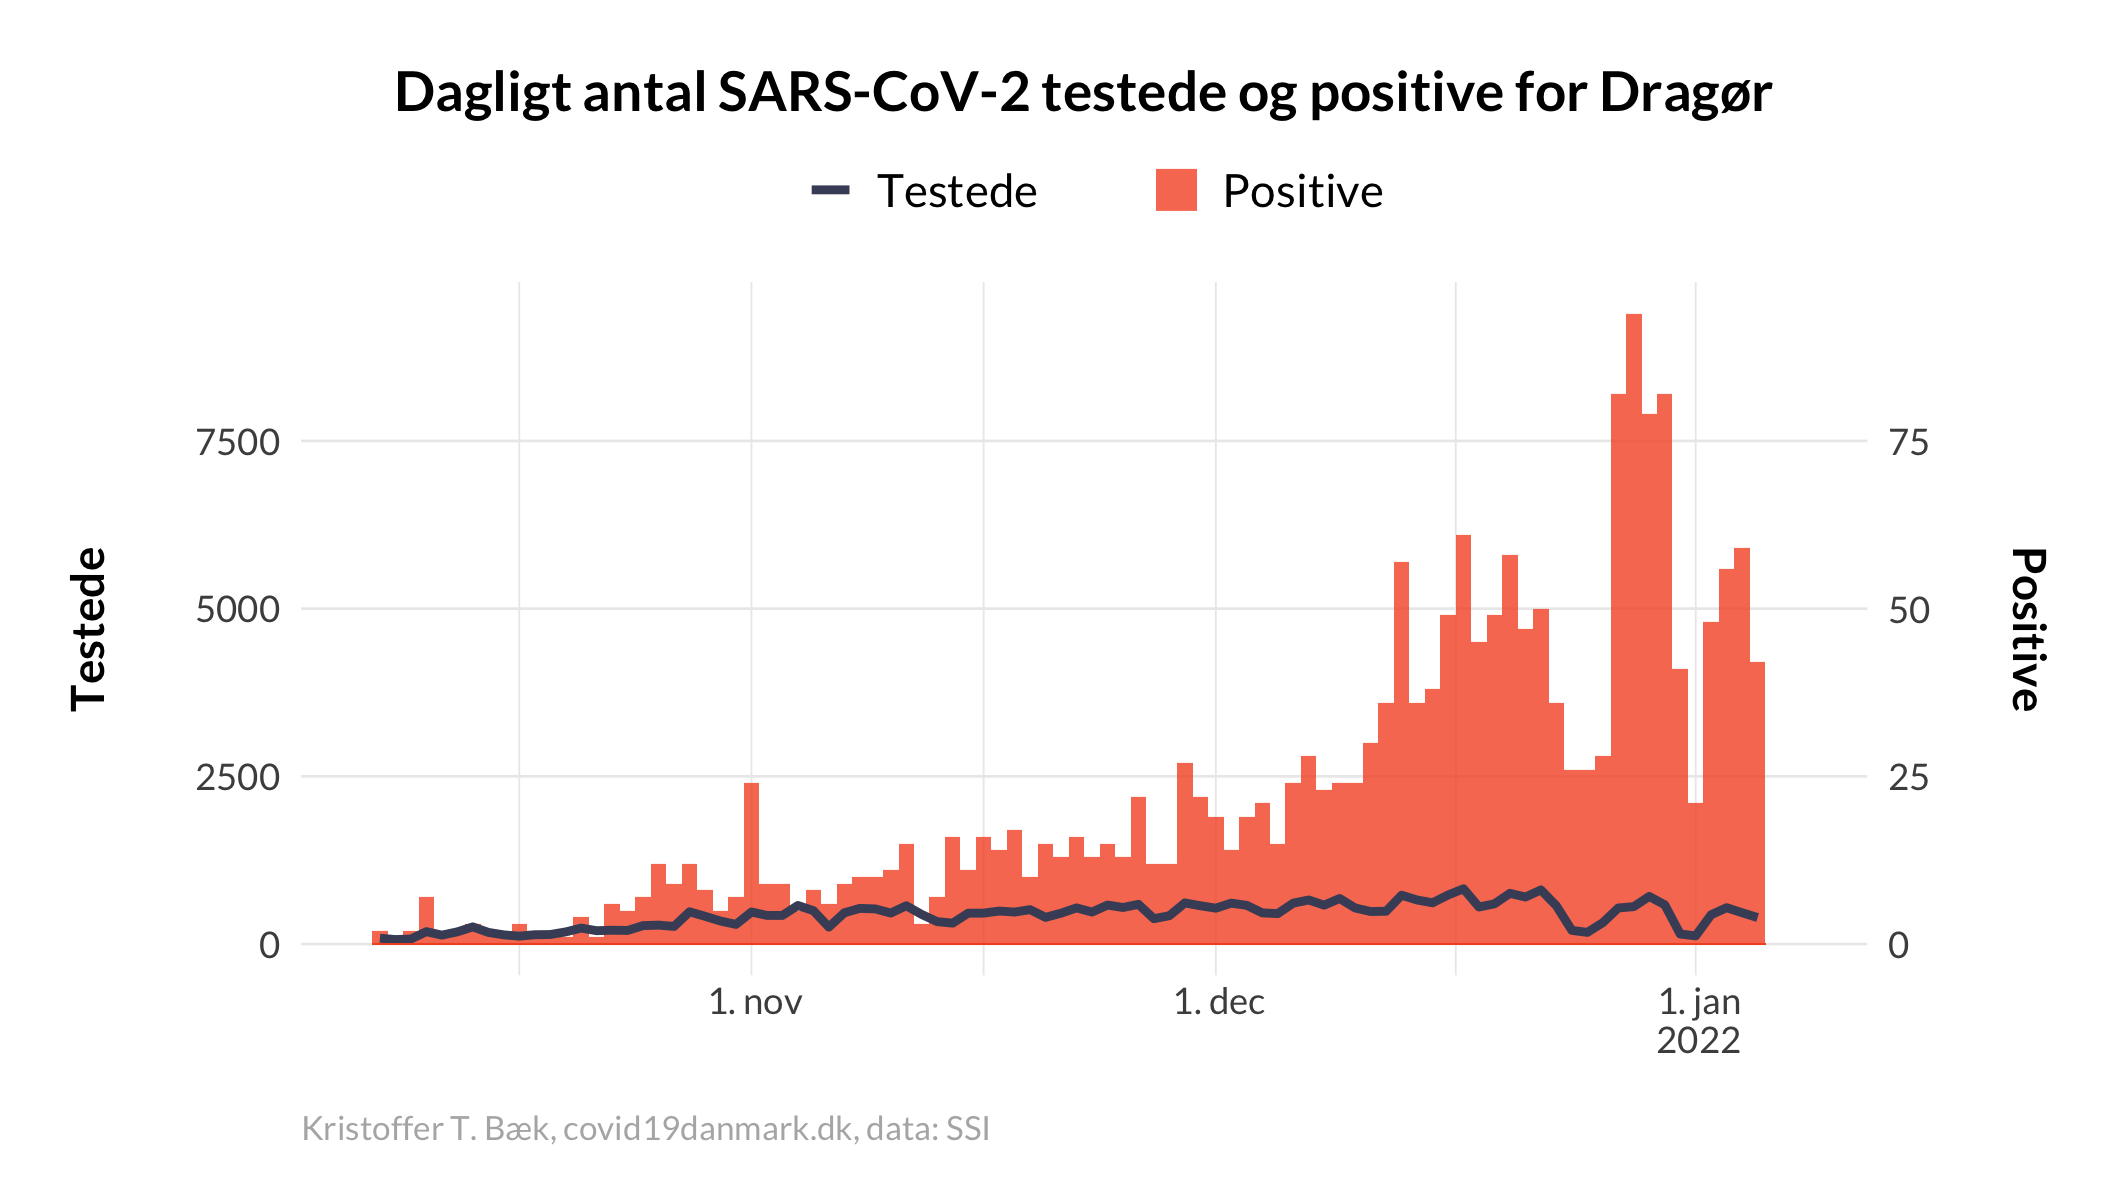 Dagligt antal SARS-CoV-2 testede og positive for Dragør
Testede
Positive
7500
5000
2500
0
75
50
25
0
Testede
Positive
1. nov
1. dec
1. jan
2022
Kristoffer T. Bæk, covid19danmark.dk, data: SSI